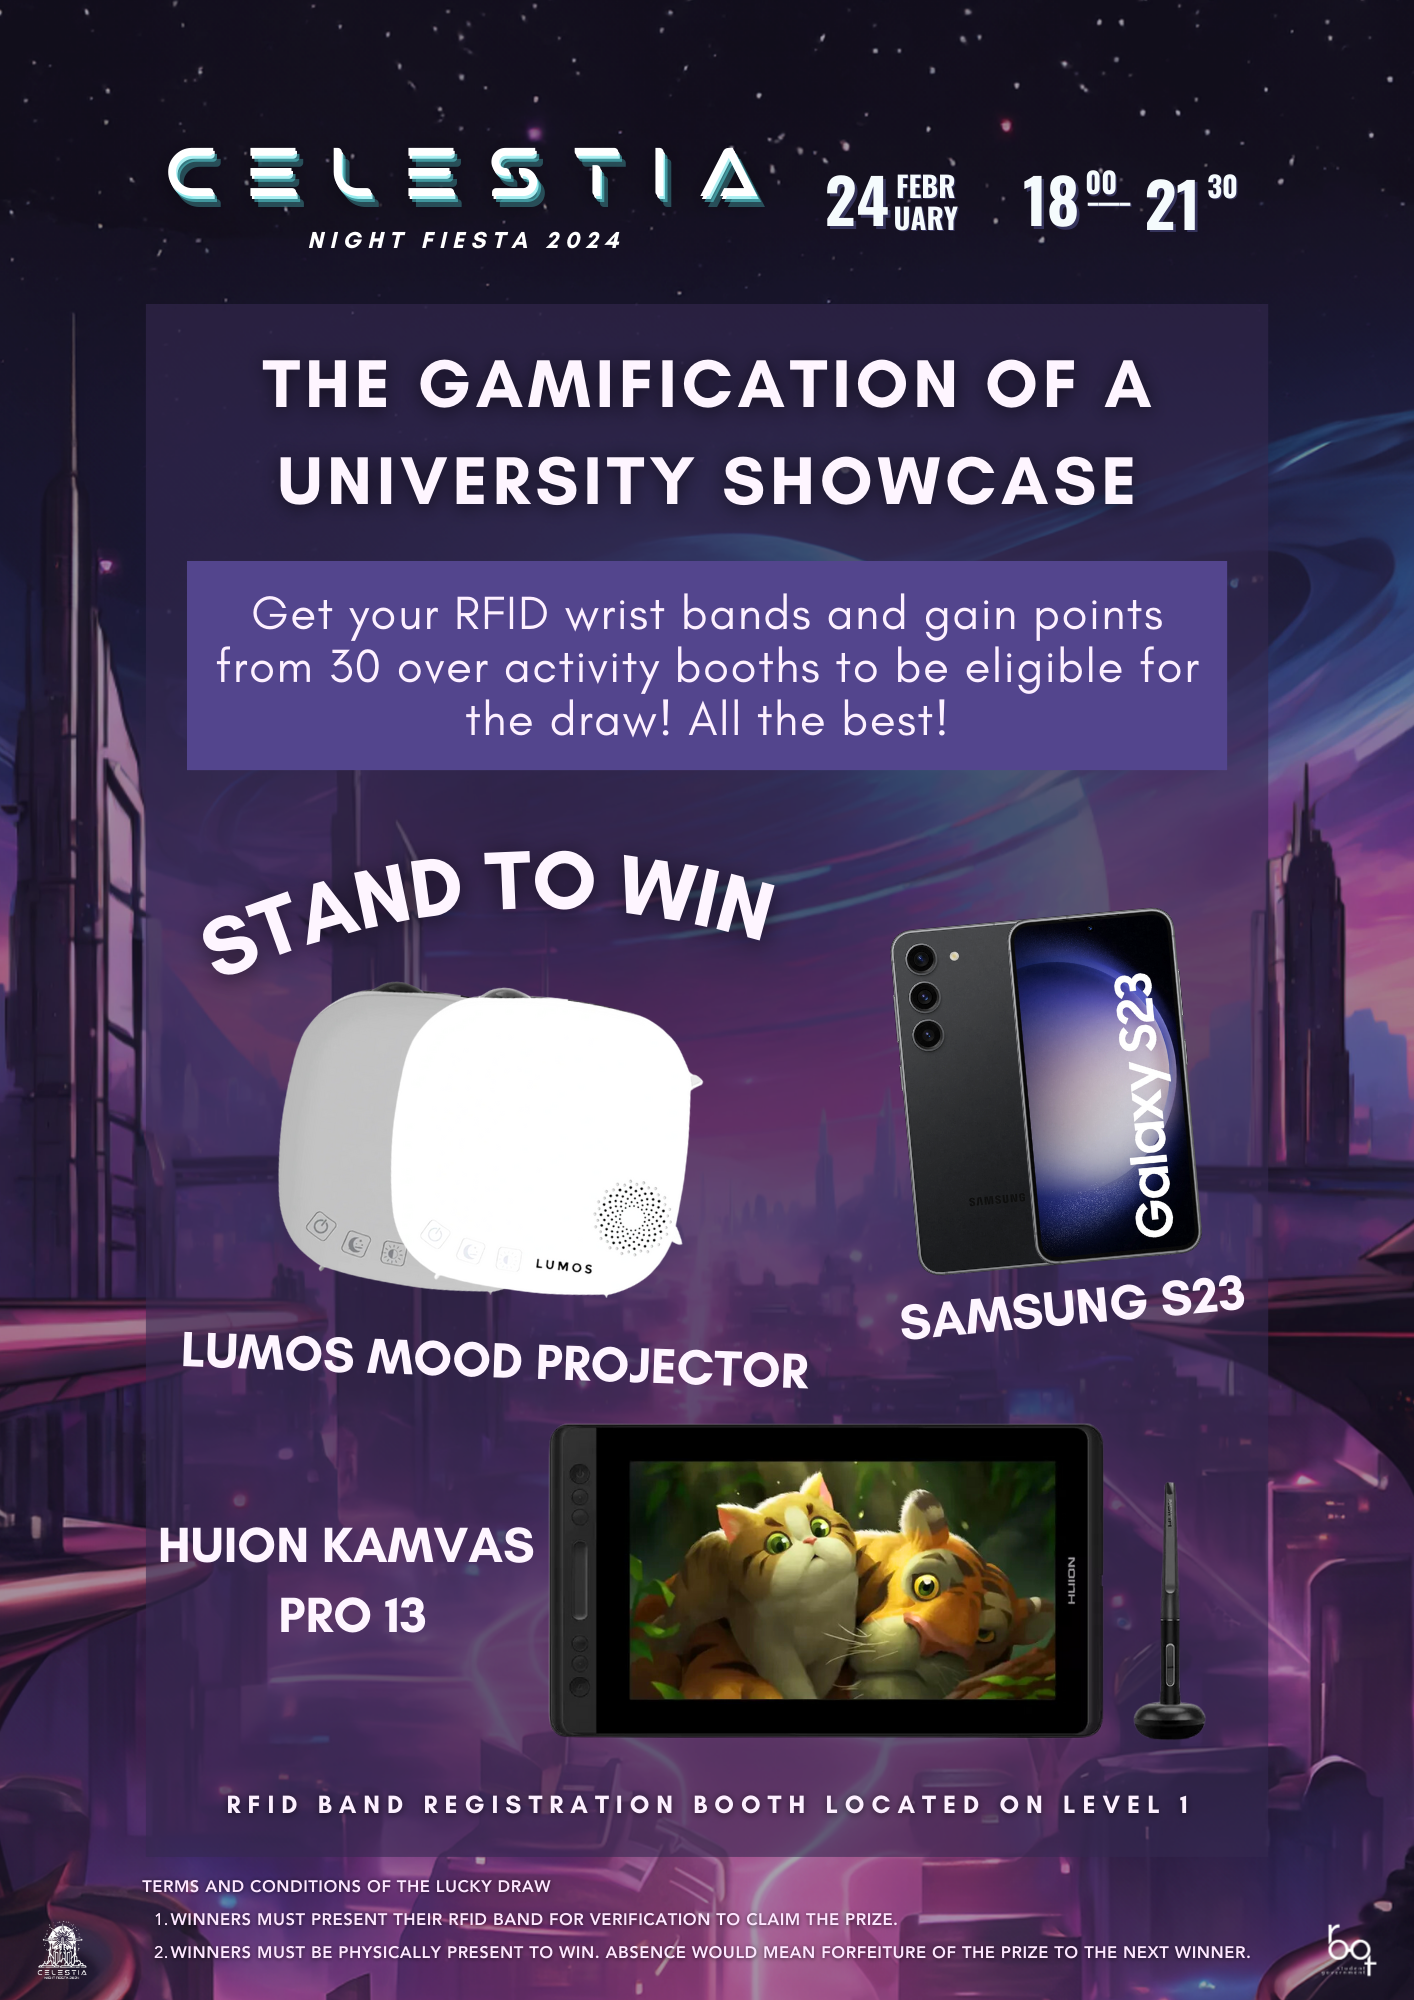 CELESTIA
NIGHT FIESTA 2024
24 FEBR
UARY
18 00 — 21 30
THE GAMIFICATION OF A
UNIVERSITY SHOWCASE
Get your RFID wrist bands and gain points
from 30 over activity booths to be eligible for
the draw! All the best!
STAND TO WIN
LUMOS
SAMSUNG
Galaxy S23
LUMOS MOOD PROJECTOR
SAMSUNG S23
HUION KAMVAS
PRO 13
HUION
RFID BAND REGISTRATION BOOTH LOCATED ON LEVEL 1
TERMS AND CONDITIONS OF THE LUCKY DRAW
1. WINNERS MUST PRESENT THEIR RFID BAND FOR VERIFICATION TO CLAIM THE PRIZE.
2. WINNERS MUST BE PHYSICALLY PRESENT TO WIN. ABSENCE WOULD MEAN FORFEITURE OF THE PRIZE TO THE NEXT WINNER.
CELESTIA
NIGHT FIESTA 2024
student
government